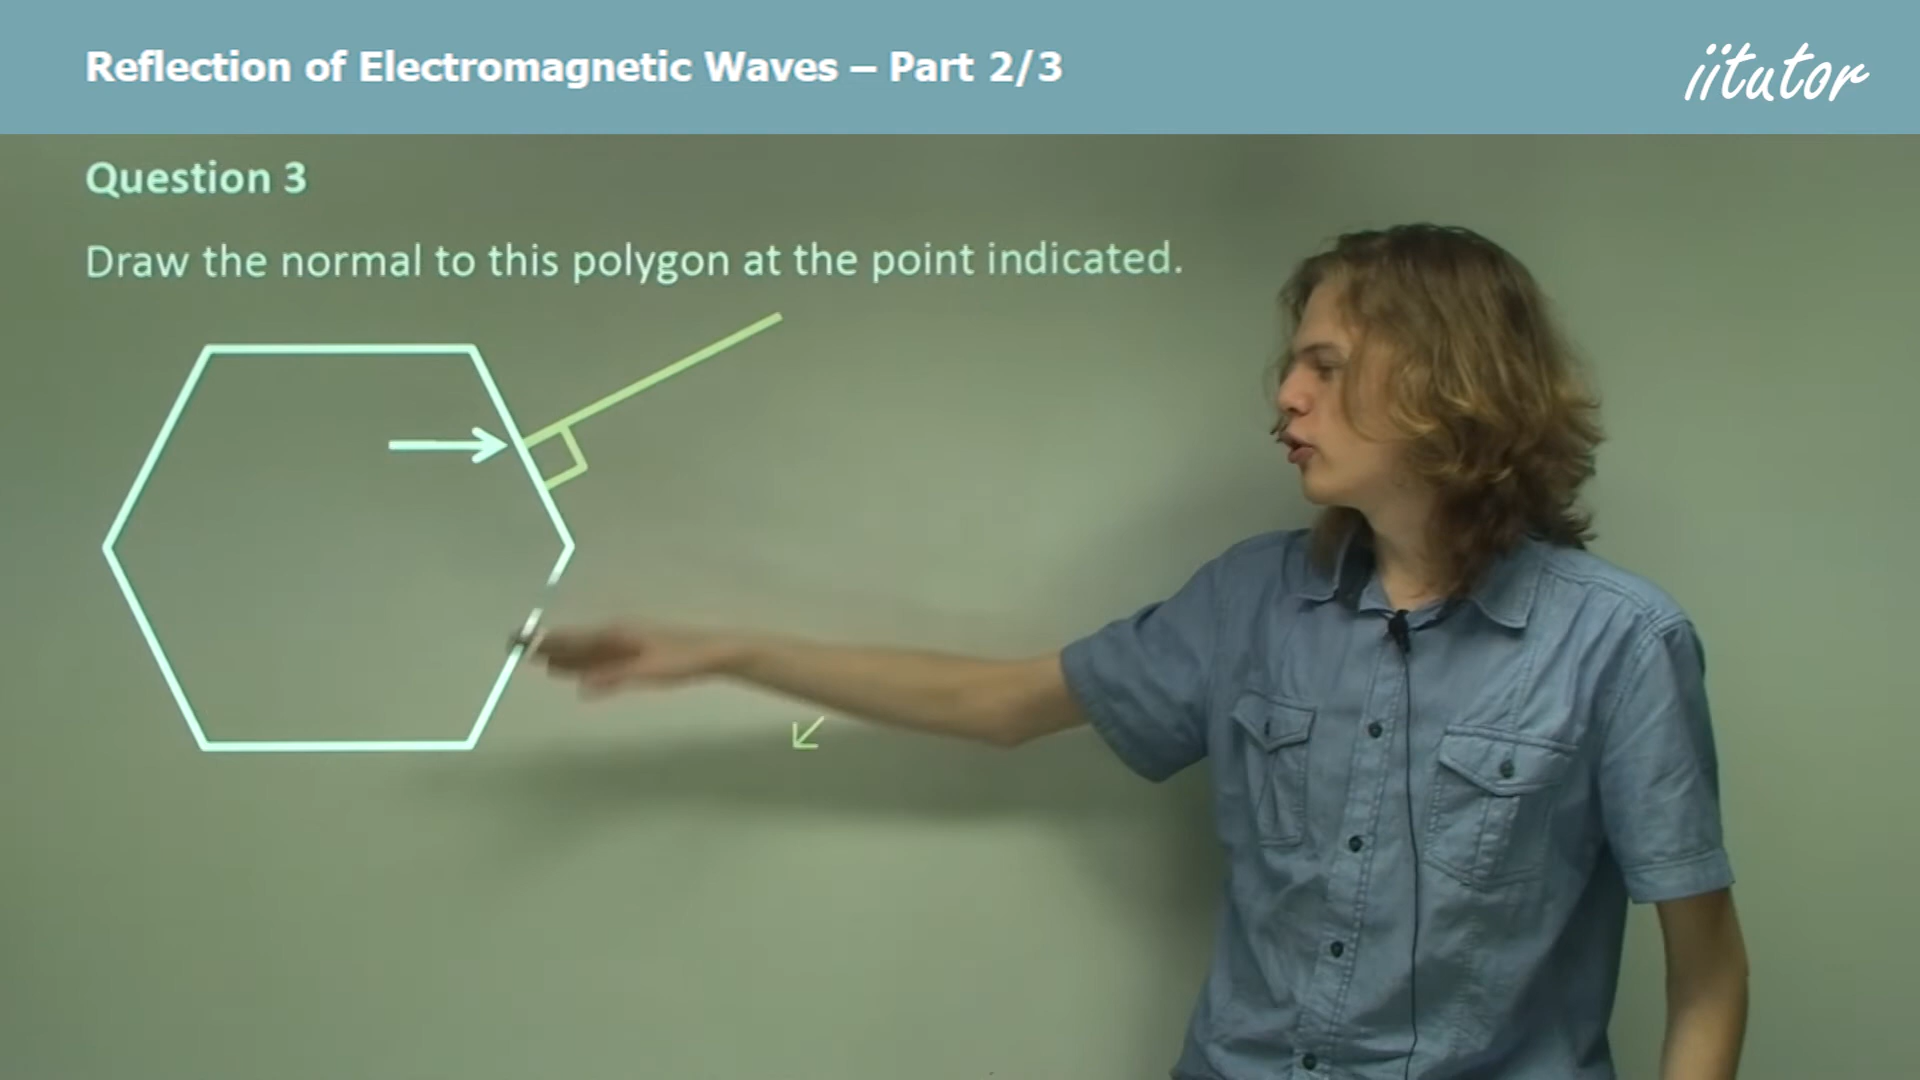 Reflection of Electromagnetic Waves – Part 2/3
iitutor
Question 3
Draw the normal to this polygon at the point indicated.